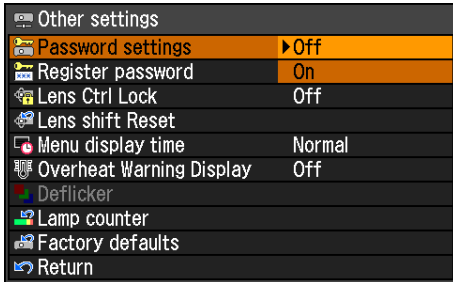 Other settings
Password settings Off
Register password On
Lens Ctrl Lock Off
Lens shift Reset
Menu display time Normal
Overheat Warning Display Off
Deflicker
Lamp counter
Factory defaults
Return